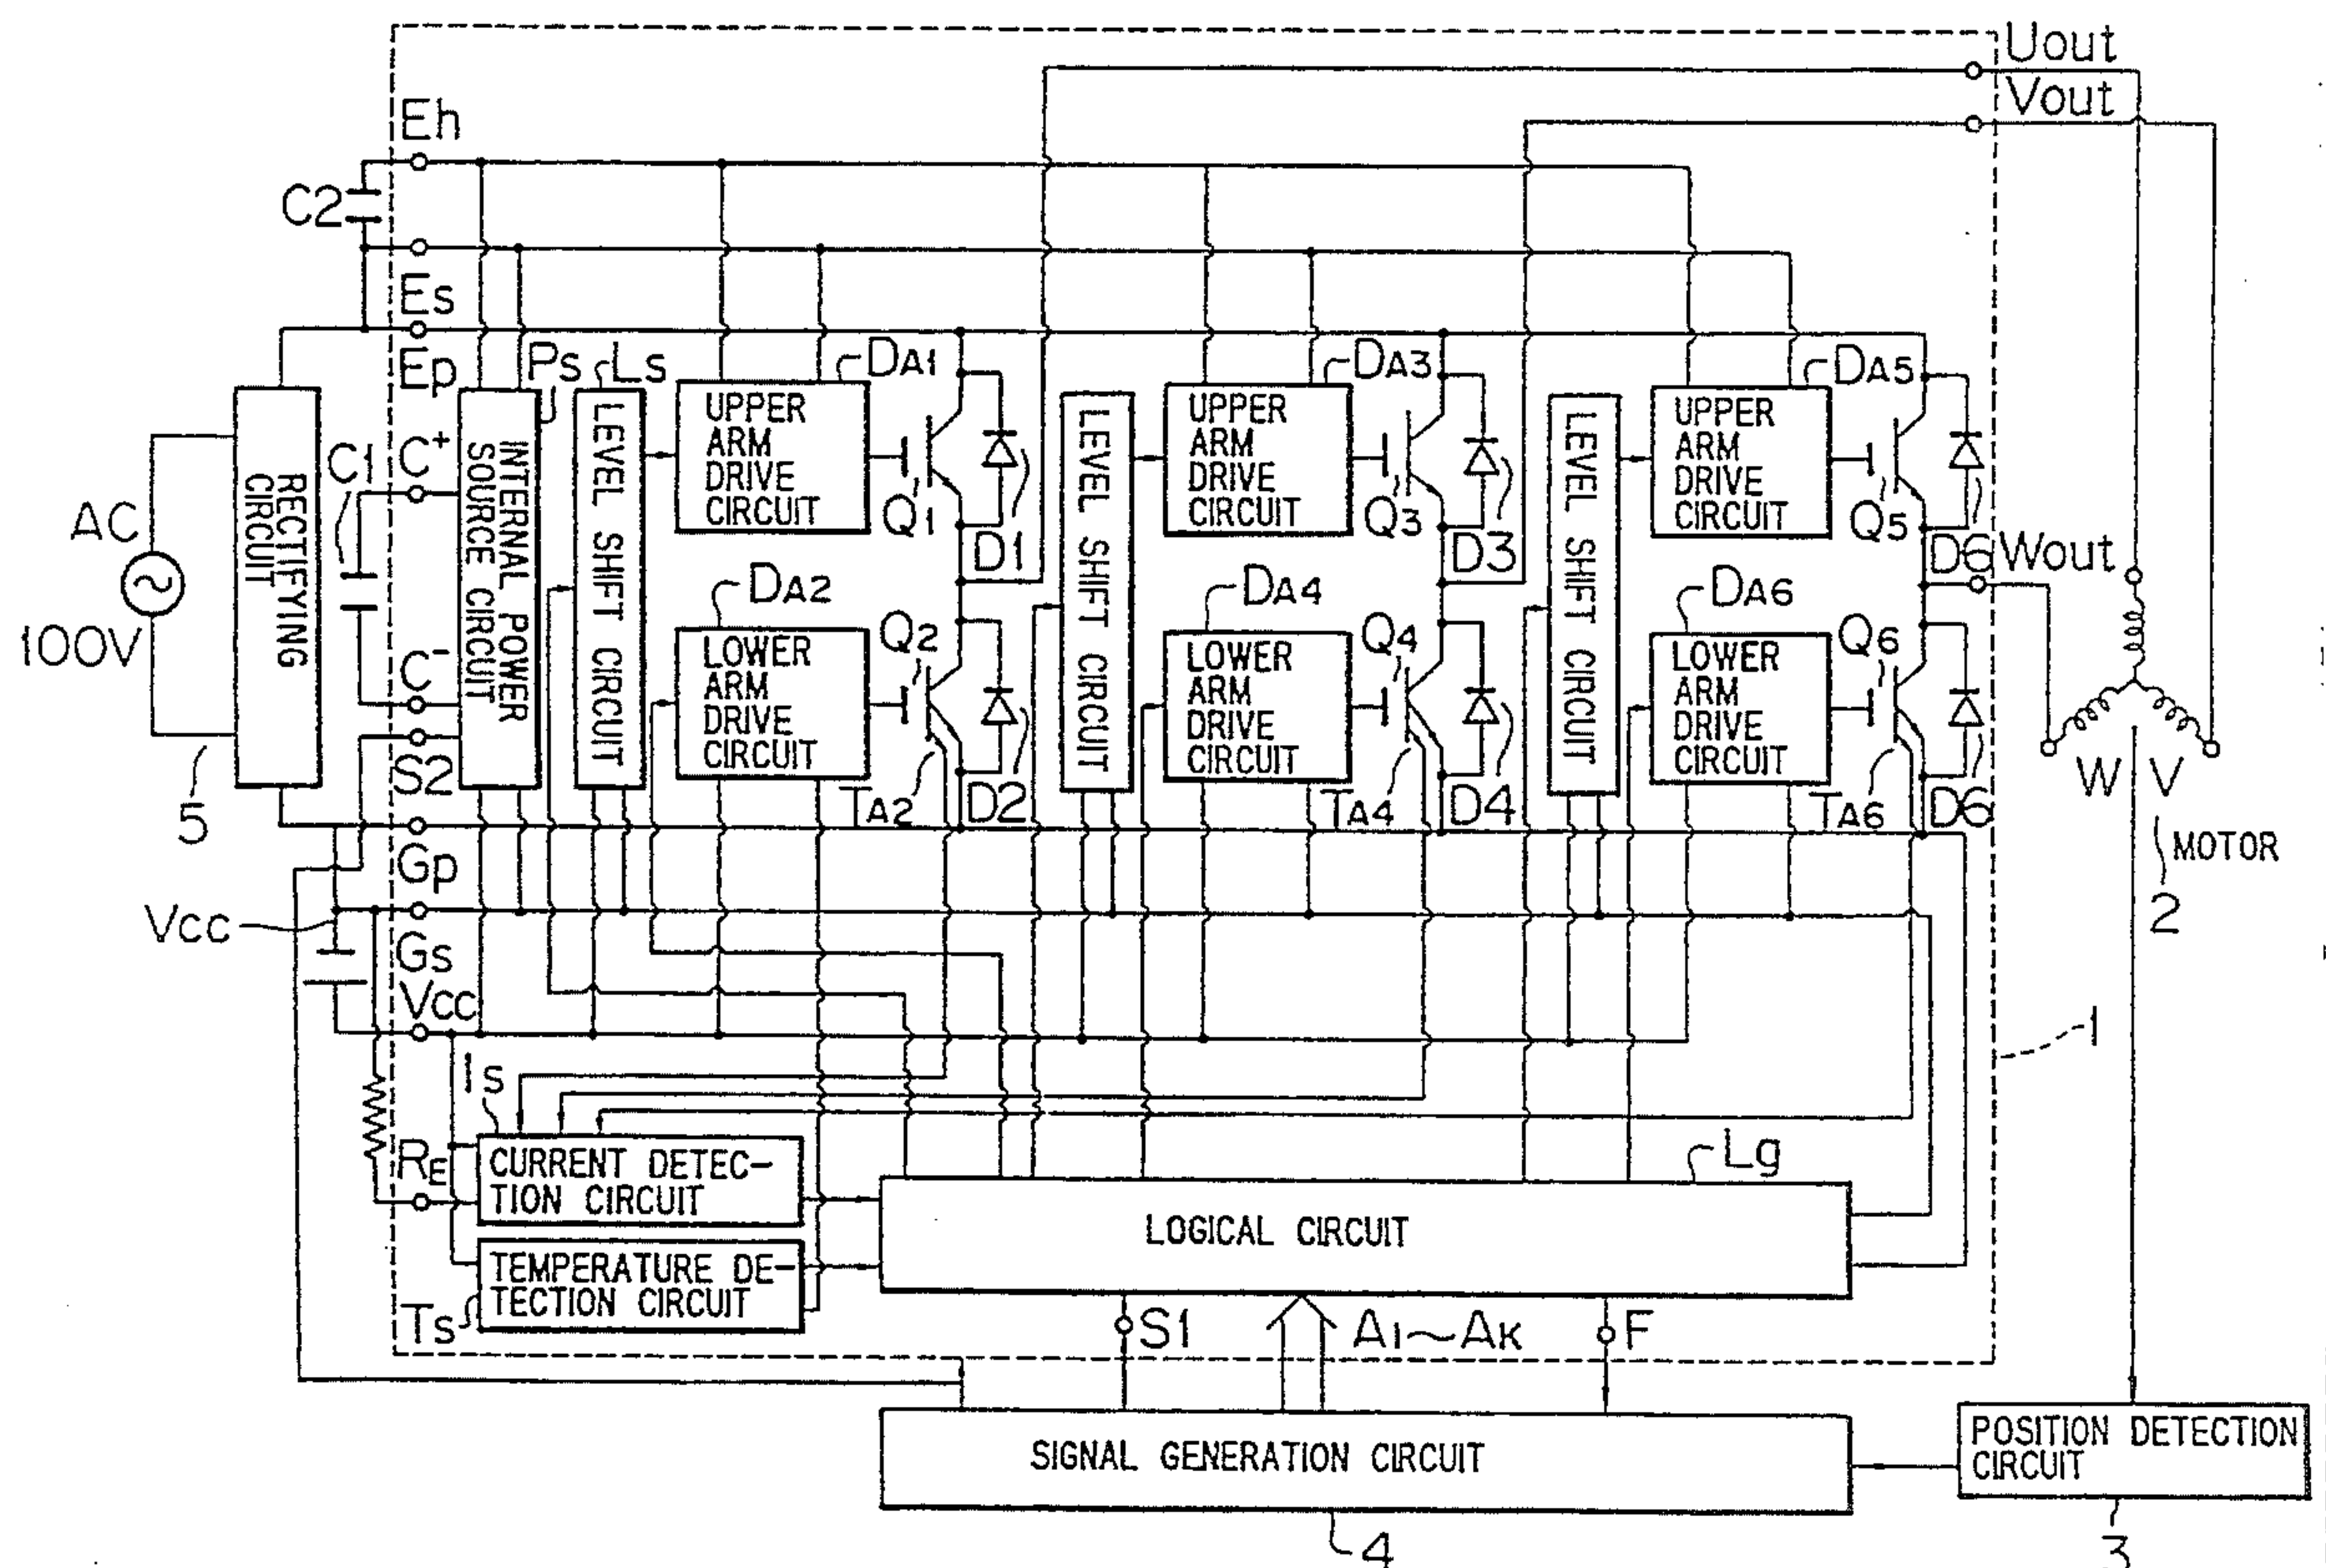 Uout
Vout
Eh
C2
Es
Ep
Ps
Ls
DA1
DA3
DA5
C+
C1
AC
100V
RECTIFYING
CIRCUIT
INTERNAL POWER
SOURCE CIRCUIT
LEVEL SHIFT CIRCUIT
UPPER
ARM
DRIVE
CIRCUIT
Q1
D1
LEVEL SHIFT CIRCUIT
UPPER
ARM
DRIVE
CIRCUIT
Q3
D3
LEVEL SHIFT CIRCUIT
UPPER
ARM
DRIVE
CIRCUIT
Q5
D6
Wout
DA2
DA4
DA6
C-
S2
5
LOWER
ARM
DRIVE
CIRCUIT
Q2
TA2
D2
LOWER
ARM
DRIVE
CIRCUIT
Q4
TA4
D4
LOWER
ARM
DRIVE
CIRCUIT
Q6
TA6
D6
W
V
MOTOR
2
Gp
Vcc
Gs
Vcc
1
Is
RE
CURRENT DETEC-
TION CIRCUIT
Lg
LOGICAL CIRCUIT
TEMPERATURE DE-
TECTION CIRCUIT
Ts
S1
A1~AK
F
SIGNAL GENERATION CIRCUIT
4
POSITION DETECTION
CIRCUIT
3